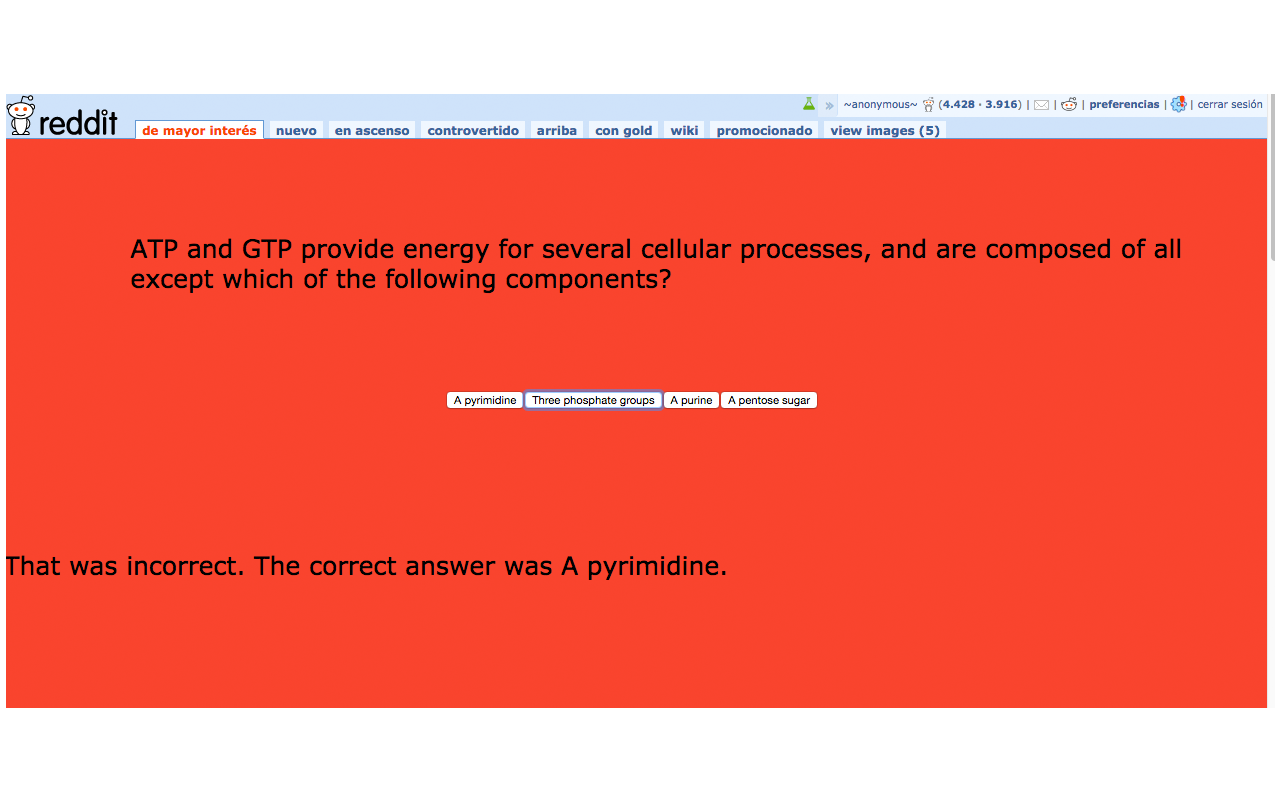 ~anonymous~ (4.428 · 3.916) | | | preferencias | | cerrar sesión
reddit de mayor interés nuevo en ascenso controvertido arriba con gold wiki promocionado view images (5)
ATP and GTP provide energy for several cellular processes, and are composed of all
except which of the following components?
A pyrimidine Three phosphate groups A purine A pentose sugar
That was incorrect. The correct answer was A pyrimidine.